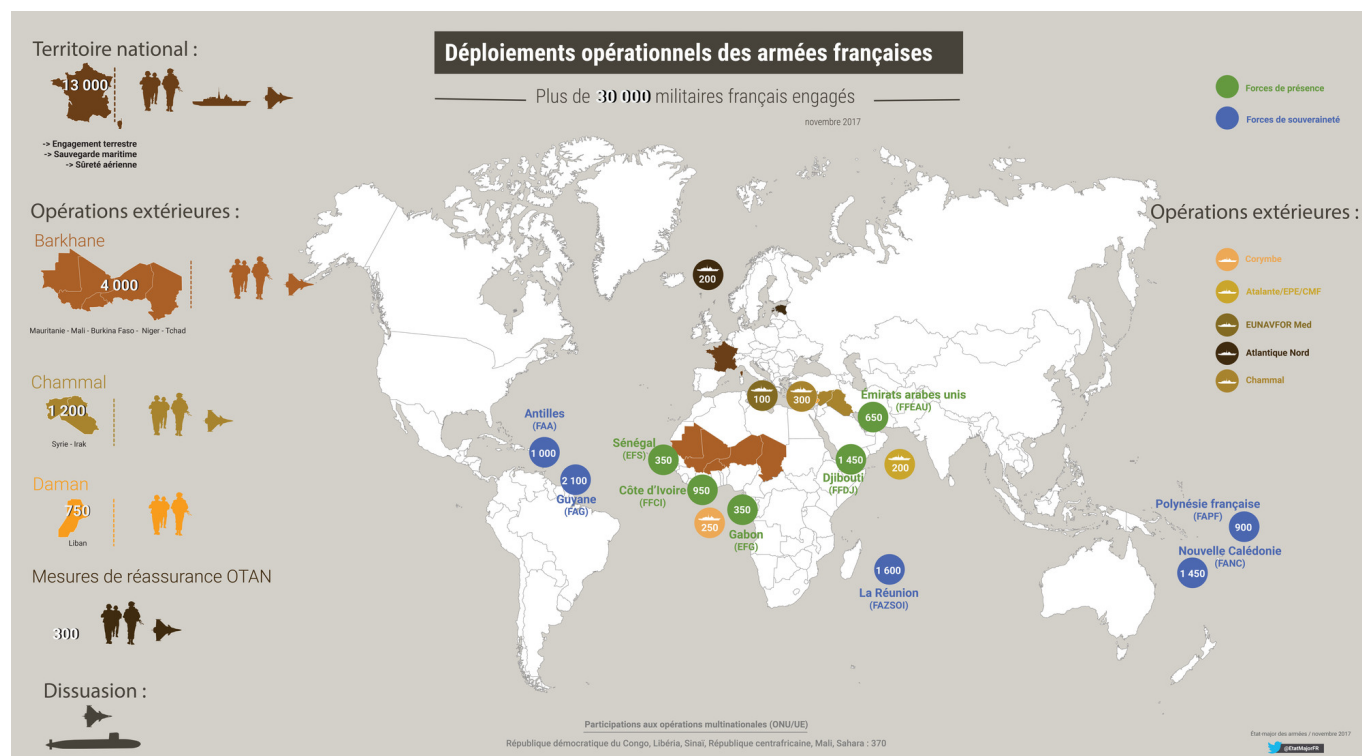 Déploiements opérationnels des armées françaises
Plus de 30 000 militaires français engagés
novembre 2017
Territoire national :
13 000
-> Engagement terrestre
-> Sauvegarde maritime
-> Sûreté aérienne
Opérations extérieures :
Barkhane
4 000
Mauritanie - Mali - Burkina Faso - Niger - Tchad
Chammal
1 200
Syrie - Irak
Daman
750
Liban
Mesures de réassurance OTAN
300
Dissuasion :
Forces de présence
Forces de souveraineté
Opérations extérieures :
Corymbe
Atalante/EPE/CMF
EUNAVFOR Med
Atlantique Nord
Chammal
200
100
300
Émirats arabes unis
(FFEAU)
650
Antilles
(FAA)
1 000
2 100
Guyane
(FAG)
Sénégal
(EFS)
350
Côte d'Ivoire
(FFCI)
950
250
350
Gabon
(EFG)
1 450
Djibouti
(FFDJ)
200
1 600
La Réunion
(FAZSOI)
Polynésie française
(FAPF)
900
Nouvelle Calédonie
(FANC)
1 450
Participations aux opérations multinationales (ONU/UE)
République démocratique du Congo, Libéria, Sinaï, République centrafricaine, Mali, Sahara : 370
État-major des armées / novembre 2017
@EtatMajorFR